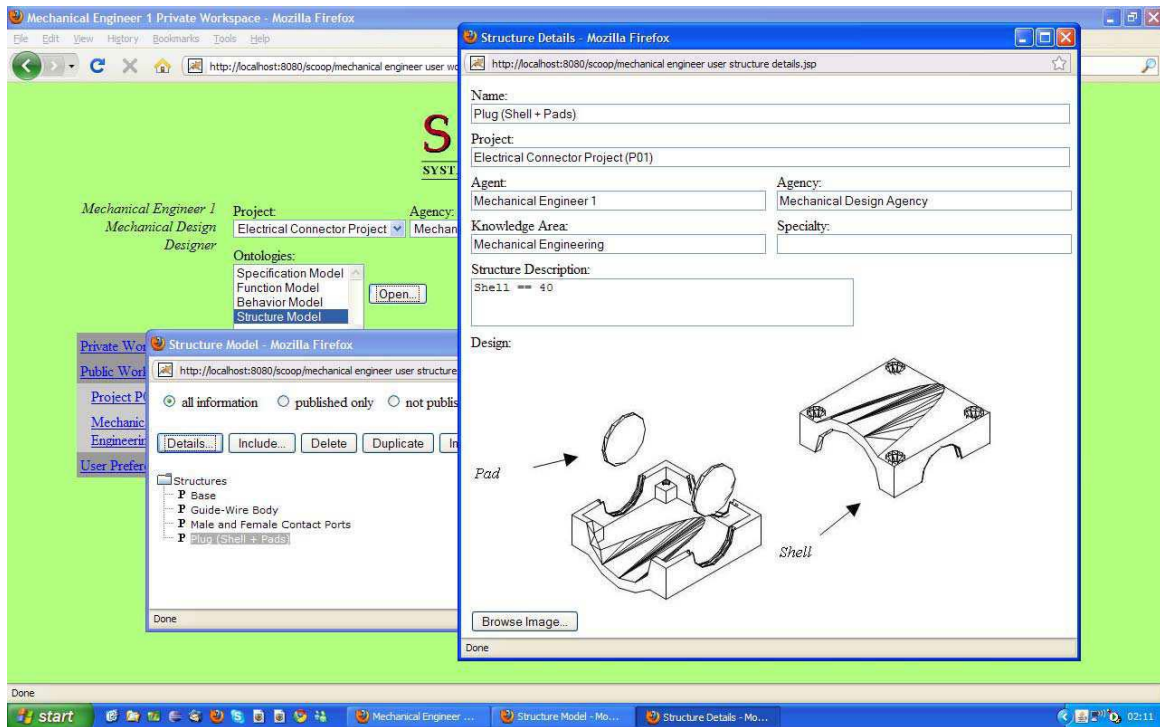 Mechanical Engineer 1 Private Workspace - Mozilla Firefox
File Edit View History Bookmarks Tools Help
http://localhost:8080/scoop/mechanical engineer user wo
S
SYST
Mechanical Engineer 1
Mechanical Design
Designer
Project:
Agency:
Electrical Connector Project
Mechan
Ontologies:
Specification Model
Function Model
Behavior Model
Structure Model
Open...
Private Wor
Public Work
Project P0
Mechanic
Engineerin
User Prefer
Structure Model - Mozilla Firefox
http://localhost:8080/scoop/mechanical engineer user structure
all information published only not publis
Details... Include... Delete Duplicate In
Structures
P Base
P Guide-Wire Body
P Male and Female Contact Ports
P Plug (Shell + Pads)
Done
Structure Details - Mozilla Firefox
http://localhost:8080/scoop/mechanical engineer user structure details.jsp
Name:
Plug (Shell + Pads)
Project:
Electrical Connector Project (P01)
Agent: Agency:
Mechanical Engineer 1 Mechanical Design Agency
Knowledge Area: Specialty:
Mechanical Engineering
Structure Description:
Shell == 40
Design:
Pad
Shell
Browse Image...
Done
Done
start Mechanical Engineer ... Structure Model - Mo... Structure Details - Mo... 02:11